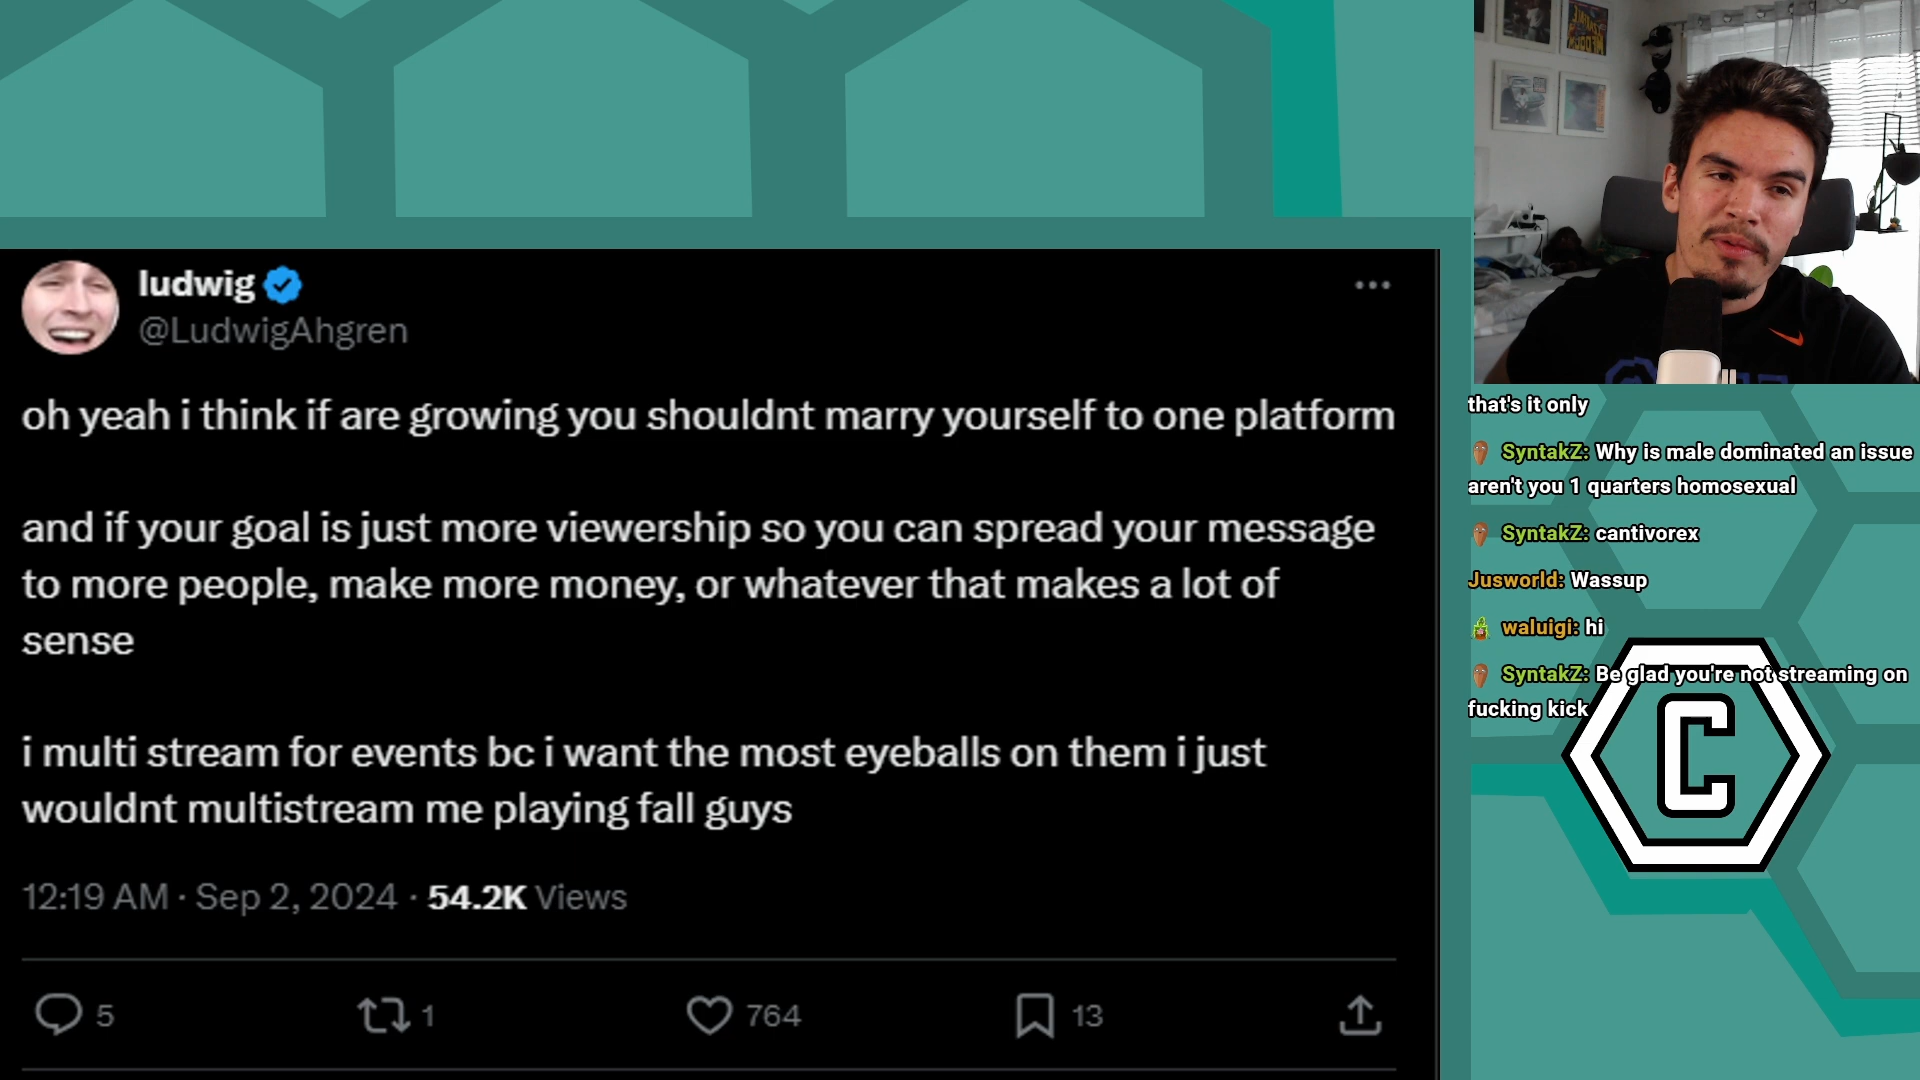 ludwig
@LudwigAhgren
oh yeah i think if are growing you shouldnt marry yourself to one platform
and if your goal is just more viewership so you can spread your message
to more people, make more money, or whatever that makes a lot of
sense
i multi stream for events bc i want the most eyeballs on them i just
wouldnt multistream me playing fall guys
12:19 AM · Sep 2, 2024 · 54.2K Views
5 1 764 13
that's it only
SyntakZ: Why is male dominated an issue
aren't you 1 quarters homosexual
SyntakZ: cantivorex
Jusworld: Wassup
waluigi: hi
SyntakZ: Be glad you're not streaming on
fucking kick
C